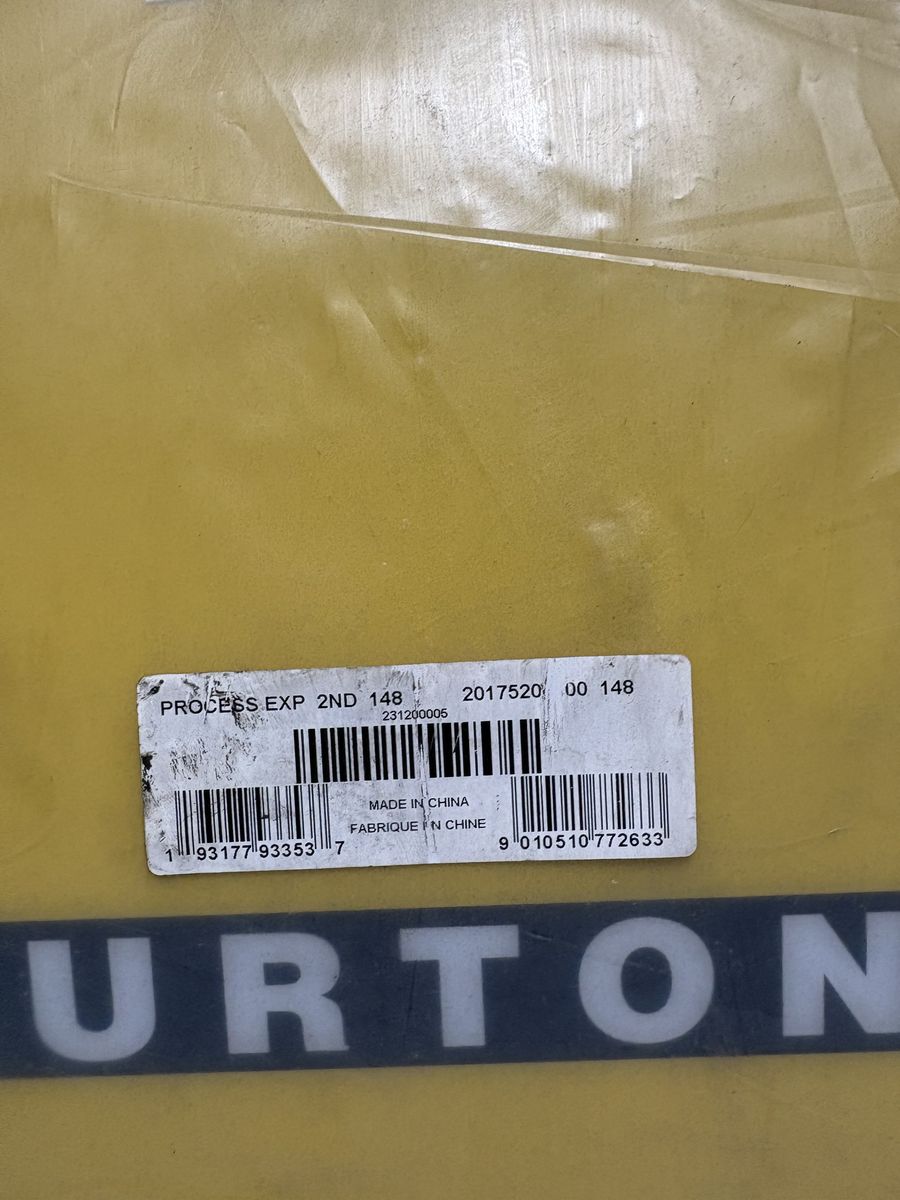 PROCESS EXP 2ND 148 2017520 00 148
231200005
MADE IN CHINA
FABRIQUE EN CHINE
1 93177 93353 7
9 010510 772633
URTON